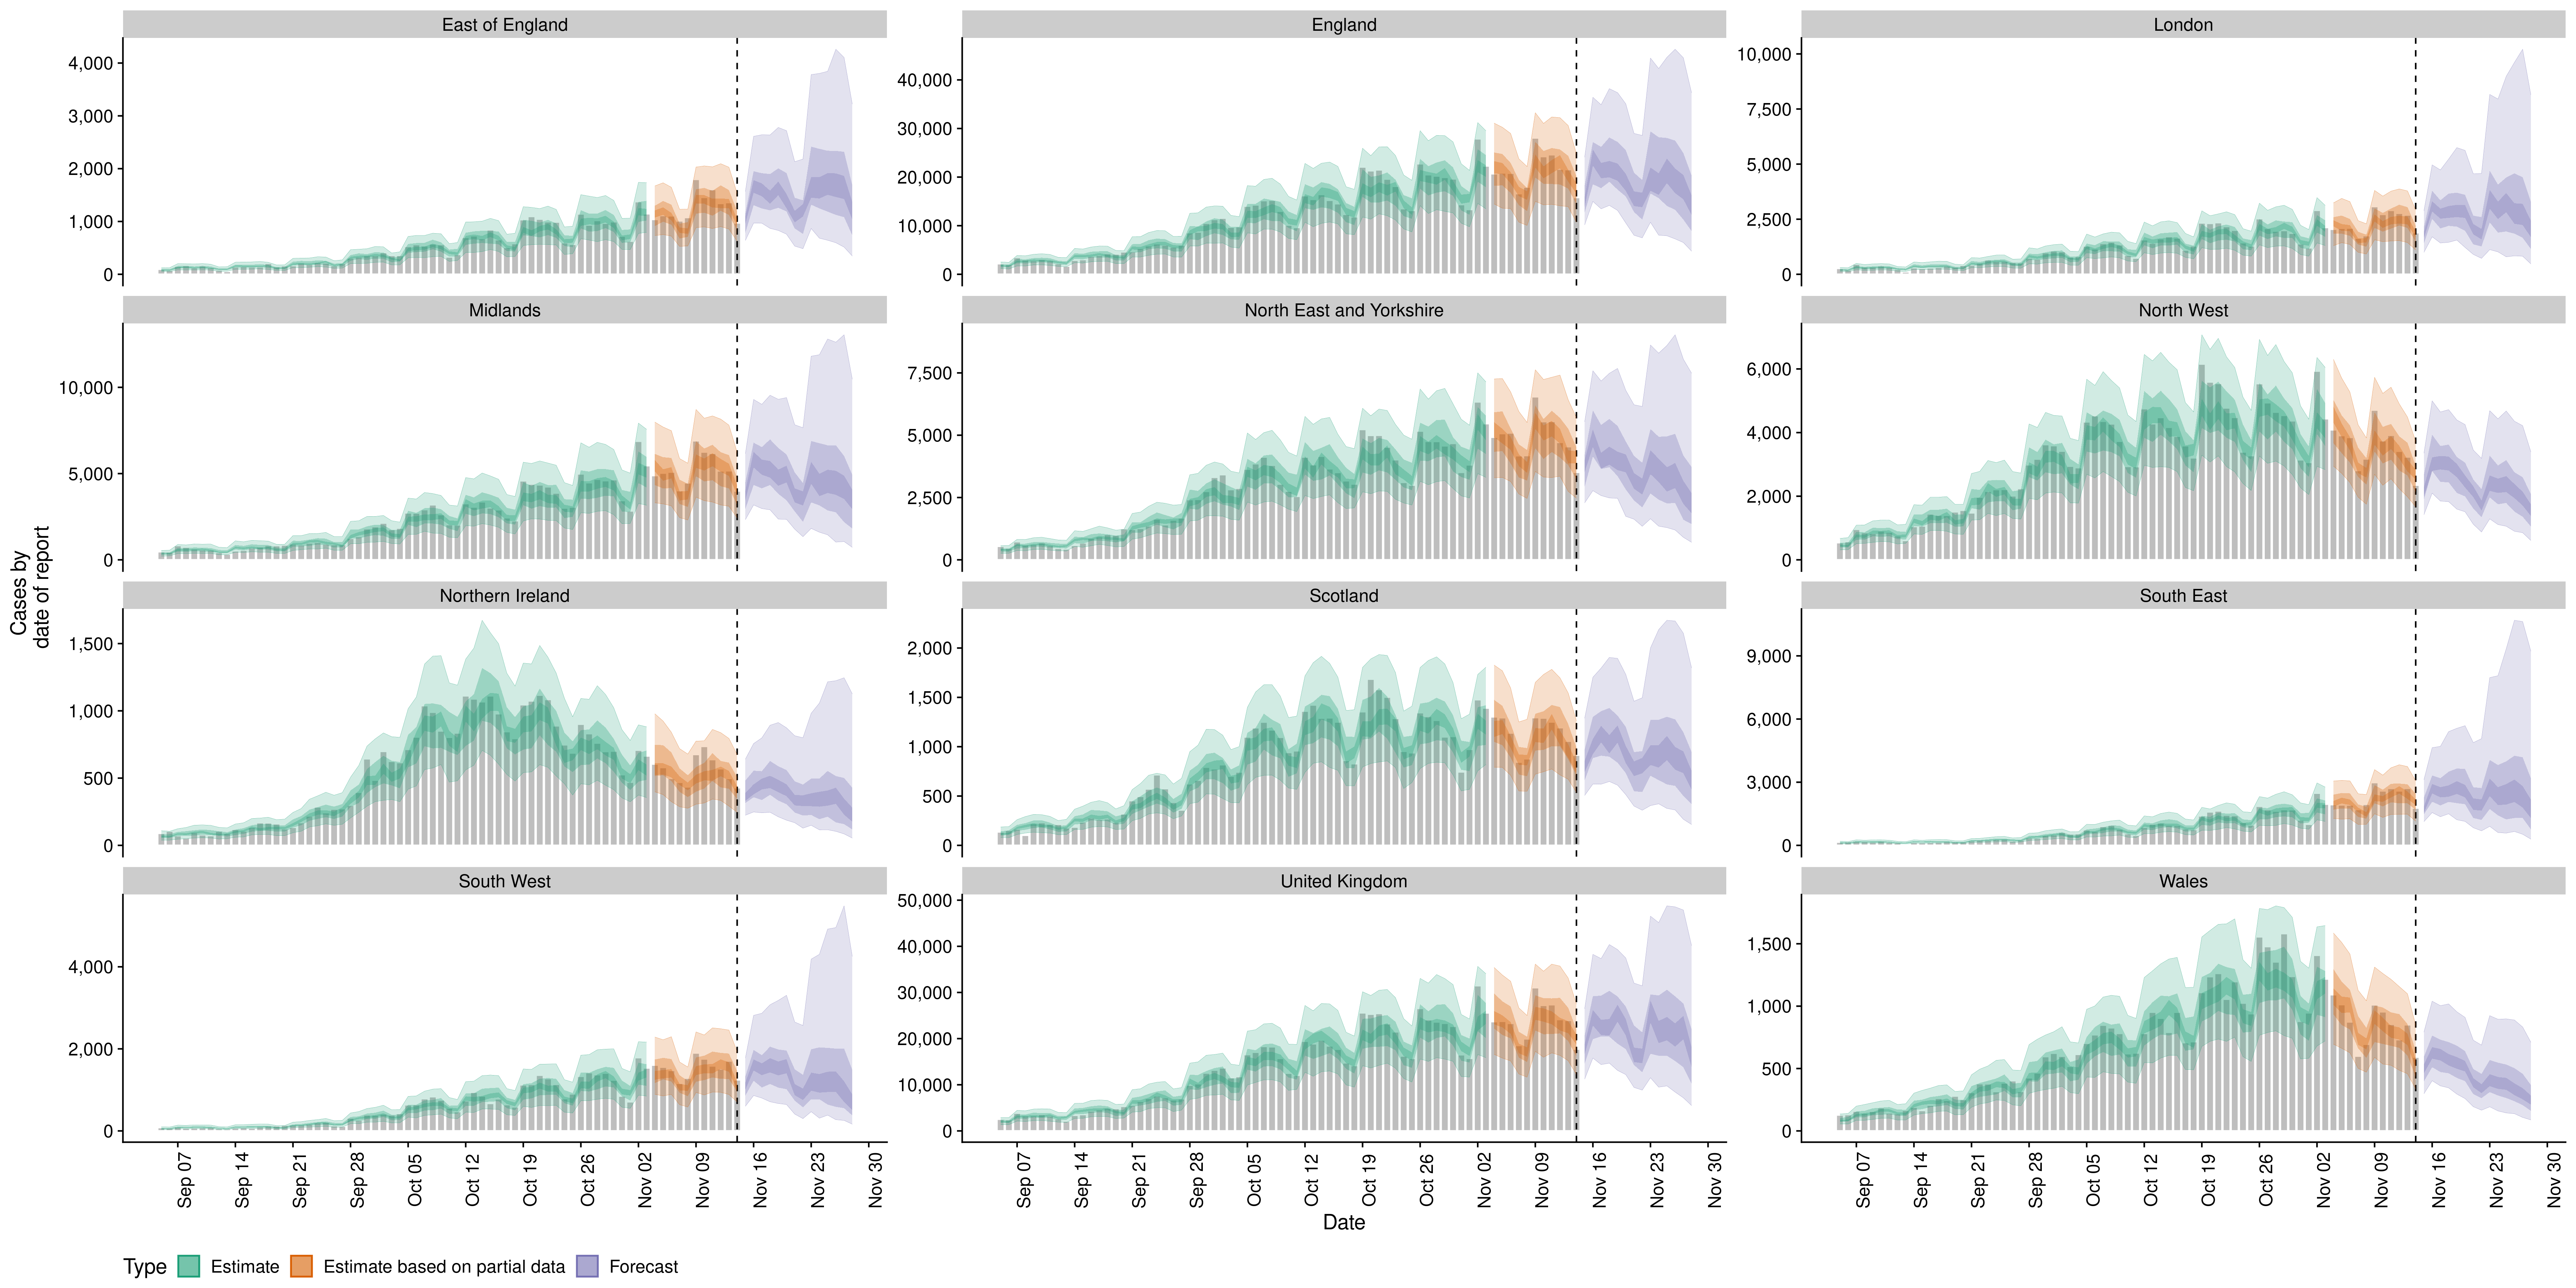 East of England
England
London
4,000
3,000
2,000
1,000
0
40,000
30,000
20,000
10,000
0
10,000
7,500
5,000
2,500
0
Midlands
North East and Yorkshire
North West
10,000
5,000
0
7,500
5,000
2,500
0
6,000
4,000
2,000
0
Cases by
date of report
Northern Ireland
Scotland
South East
1,500
1,000
500
0
2,000
1,500
1,000
500
0
9,000
6,000
3,000
0
South West
United Kingdom
Wales
4,000
2,000
0
50,000
40,000
30,000
20,000
10,000
0
1,500
1,000
500
0
Sep 07
Sep 14
Sep 21
Sep 28
Oct 05
Oct 12
Oct 19
Oct 26
Nov 02
Nov 09
Nov 16
Nov 23
Nov 30
Sep 07
Sep 14
Sep 21
Sep 28
Oct 05
Oct 12
Oct 19
Oct 26
Nov 02
Nov 09
Nov 16
Nov 23
Nov 30
Sep 07
Sep 14
Sep 21
Sep 28
Oct 05
Oct 12
Oct 19
Oct 26
Nov 02
Nov 09
Nov 16
Nov 23
Nov 30
Date
Type Estimate Estimate based on partial data Forecast